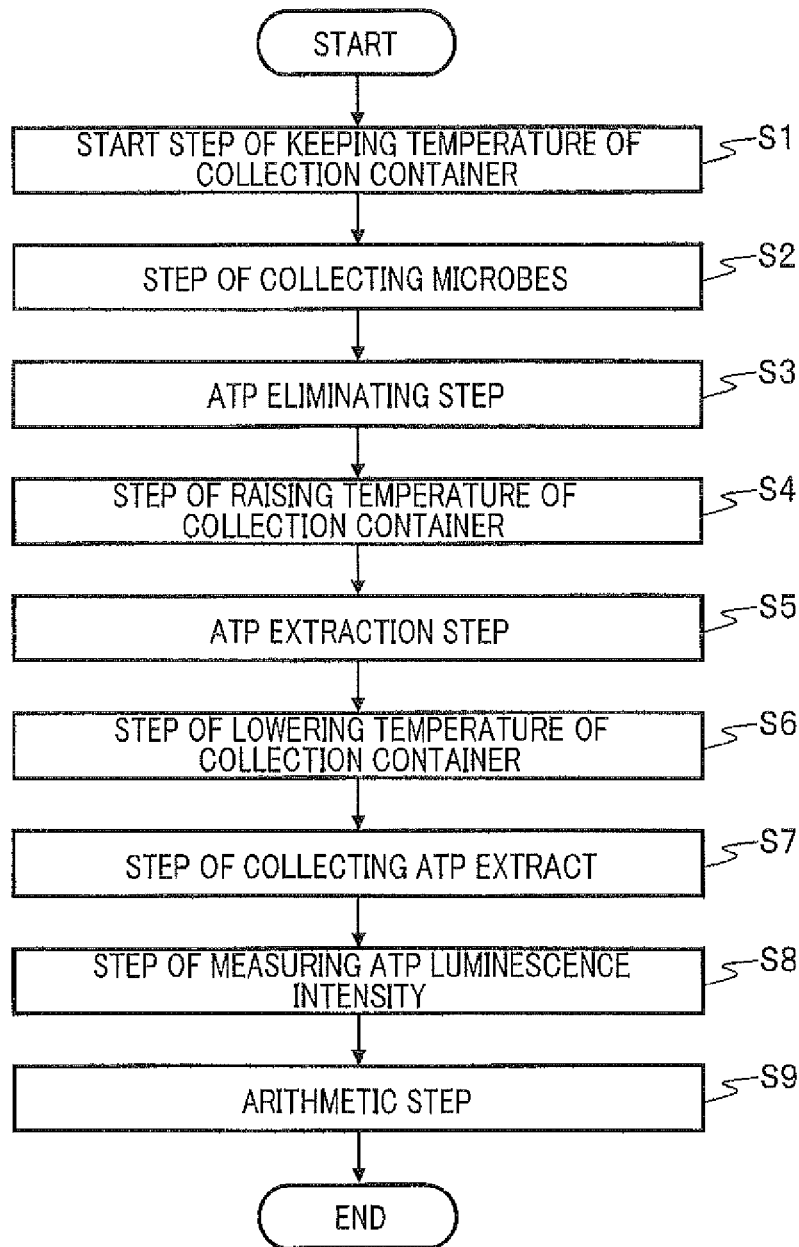 START
START STEP OF KEEPING TEMPERATURE OF
COLLECTION CONTAINER
S1
STEP OF COLLECTING MICROBES
S2
ATP ELIMINATING STEP
S3
STEP OF RAISING TEMPERATURE OF
COLLECTION CONTAINER
S4
ATP EXTRACTION STEP
S5
STEP OF LOWERING TEMPERATURE OF
COLLECTION CONTAINER
S6
STEP OF COLLECTING ATP EXTRACT
S7
STEP OF MEASURING ATP LUMINESCENCE
INTENSITY
S8
ARITHMETIC STEP
S9
END